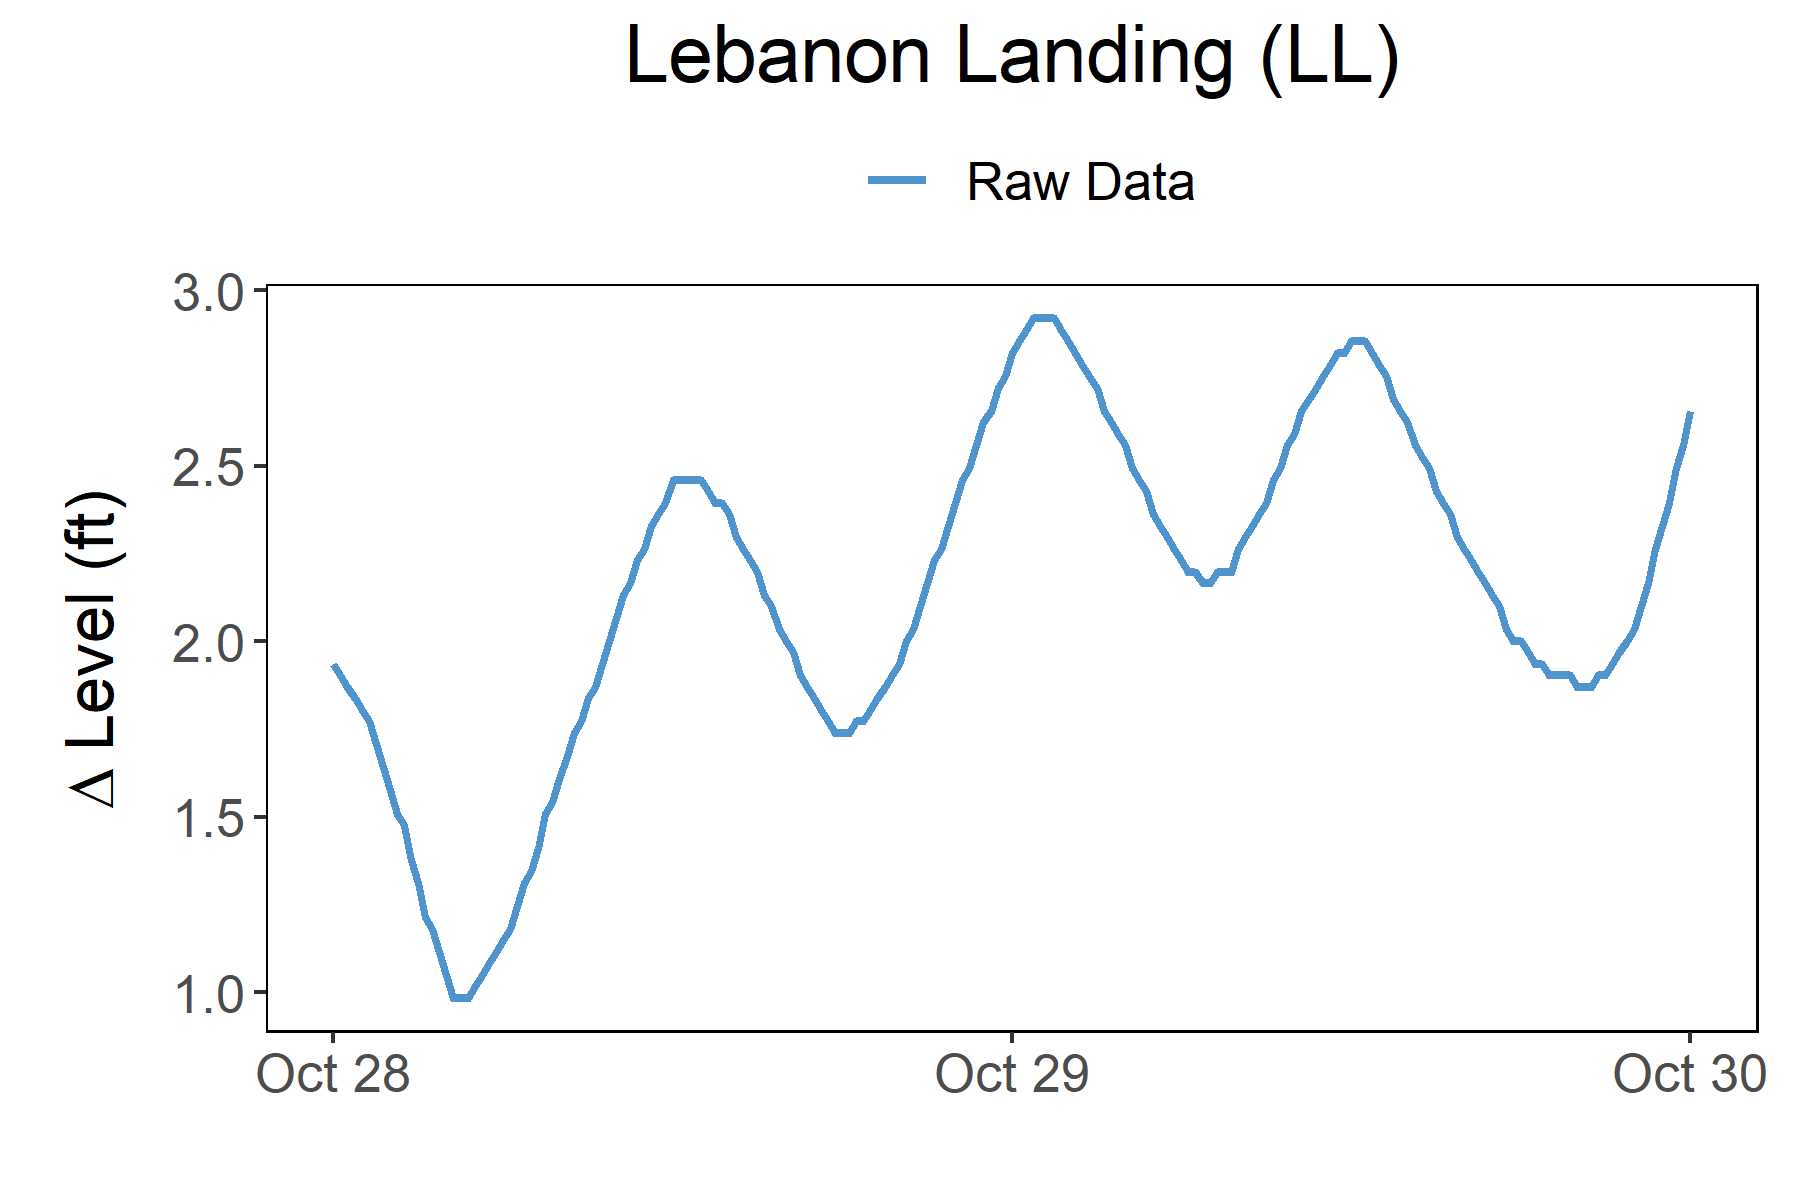 Lebanon Landing (LL)
Raw Data
Δ Level (ft)
3.0
2.5
2.0
1.5
1.0
Oct 28 Oct 29 Oct 30